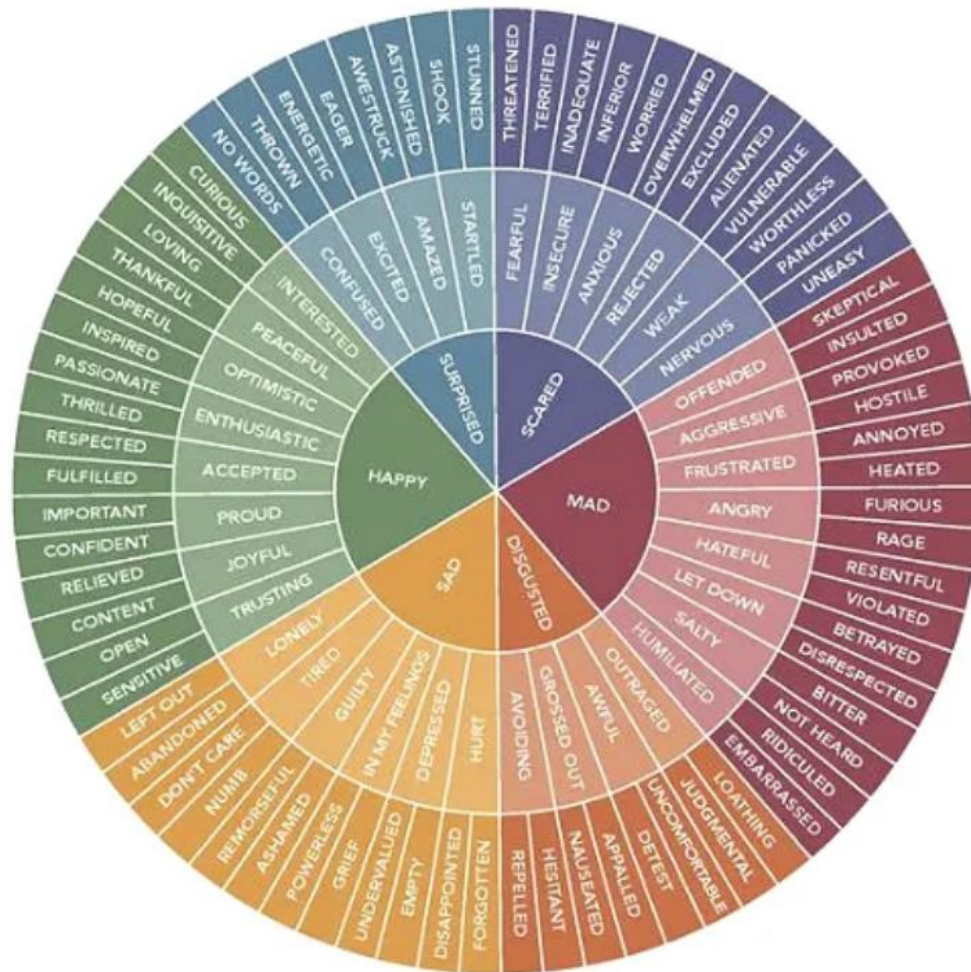 SURPRISED
SCARED
MAD
DISGUSTED
SAD
HAPPY
CONFUSED
EXCITED
AMAZED
STARTLED
FEARFUL
INSECURE
ANXIOUS
REJECTED
WEAK
NERVOUS
OFFENDED
AGGRESSIVE
FRUSTRATED
ANGRY
HATEFUL
LET DOWN
SALTY
HUMILIATED
OUTRAGED
AWFUL
GROSSED OUT
AVOIDING
HURT
DEPRESSED
IN MY FEELINGS
GUILTY
TIRED
LONELY
TRUSTING
JOYFUL
PROUD
ACCEPTED
ENTHUSIASTIC
OPTIMISTIC
PEACEFUL
INTERESTED
NO WORDS
THROWN
ENERGETIC
EAGER
AWESTRUCK
ASTONISHED
SHOOK
STUNNED
THREATENED
TERRIFIED
INADEQUATE
INFERIOR
WORRIED
OVERWHELMED
EXCLUDED
ALIENATED
VULNERABLE
WORTHLESS
PANICKED
UNEASY
SKEPTICAL
INSULTED
PROVOKED
HOSTILE
ANNOYED
HEATED
FURIOUS
RAGE
RESENTFUL
VIOLATED
BETRAYED
DISRESPECTED
BITTER
NOT HEARD
RIDICULED
EMBARRASSED
LOATHING
JUDGMENTAL
UNCOMFORTABLE
DETEST
APPALLED
NAUSEATED
HESITANT
REPELLED
FORGOTTEN
DISAPPOINTED
EMPTY
UNDERVALUED
GRIEF
POWERLESS
ASHAMED
REMORSEFUL
NUMB
DON'T CARE
ABANDONED
LEFT OUT
SENSITIVE
OPEN
CONTENT
RELIEVED
CONFIDENT
IMPORTANT
FULFILLED
RESPECTED
THRILLED
PASSIONATE
INSPIRED
HOPEFUL
THANKFUL
LOVING
INQUISITIVE
CURIOUS